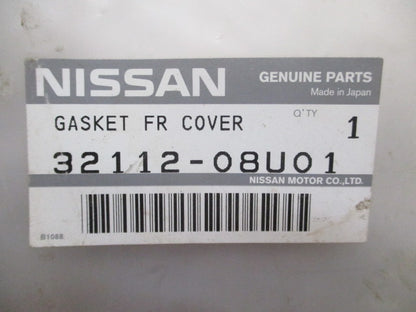 NISSAN GENUINE PARTS
Made in Japan
Q'TY
GASKET FR COVER 1
32112-08U01
NISSAN MOTOR CO.,LTD.
B1088